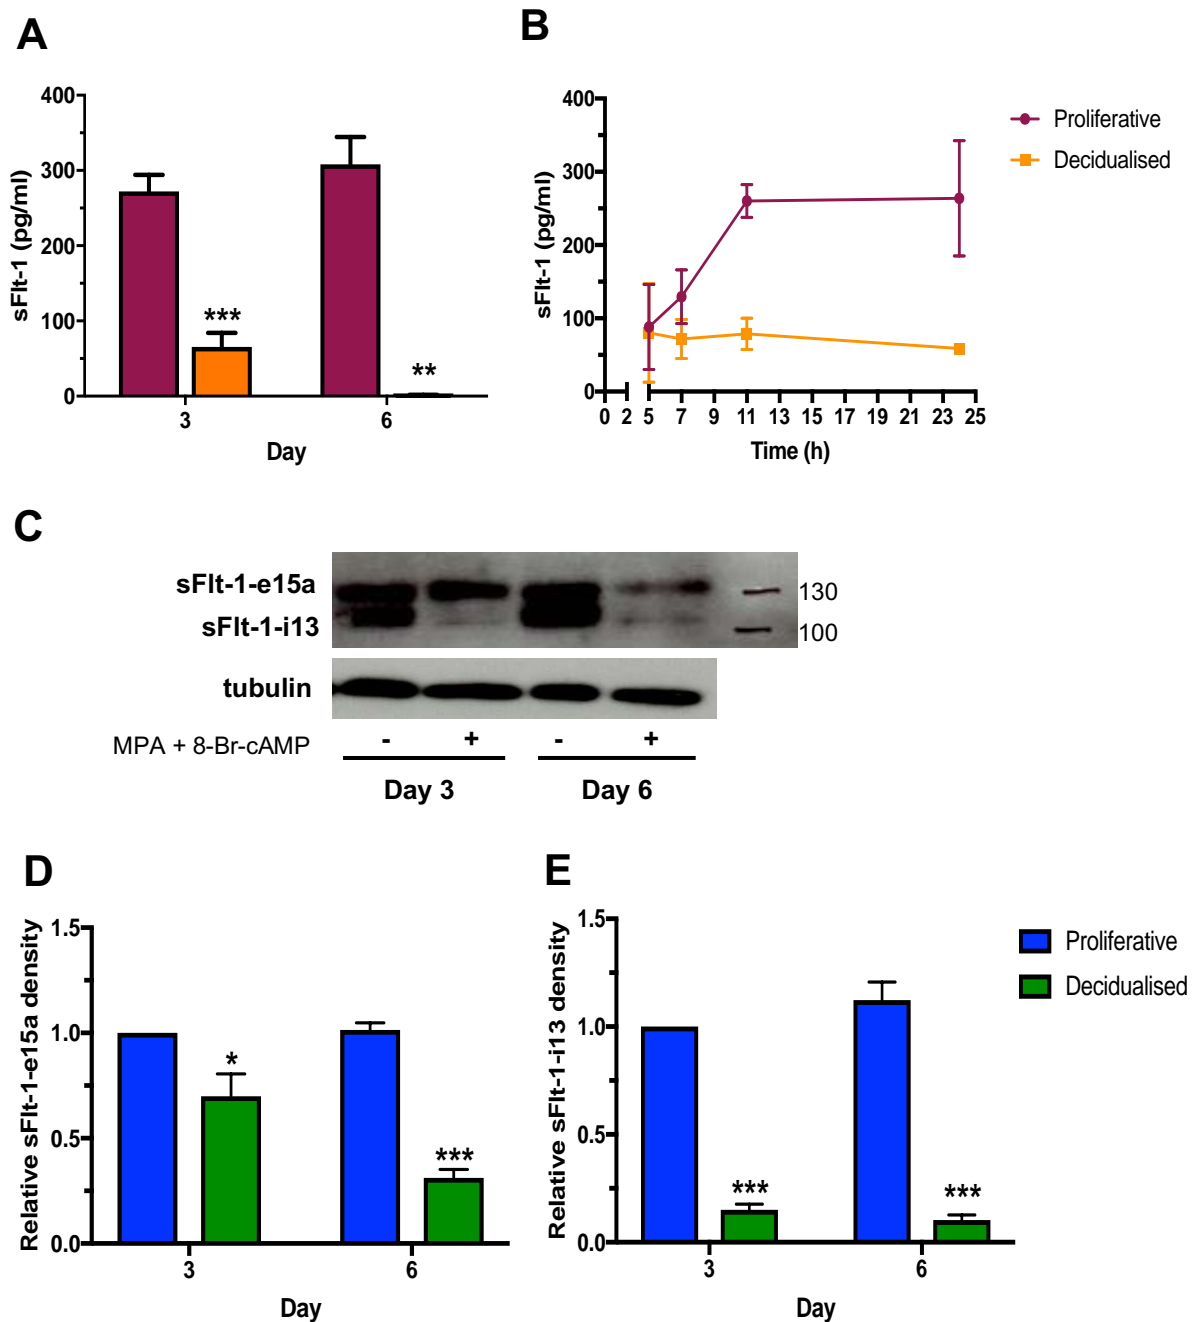 A
B
400
300
200
100
0
sFlt-1 (pg/ml)
***
**
3
6
Day
400
300
200
100
0
sFlt-1 (pg/ml)
0 2 5 7 9 11 13 15 17 19 21 23 25
Time (h)
Proliferative
Decidualised
C
sFlt-1-e15a
sFlt-1-i13
130
100
tubulin
MPA + 8-Br-cAMP
- + - +
Day 3
Day 6
D
E
1.5
1.0
0.5
0.0
Relative sFlt-1-e15a density
*
***
3
6
Day
1.5
1.0
0.5
0.0
Relative sFlt-1-i13 density
***
***
3
6
Day
Proliferative
Decidualised